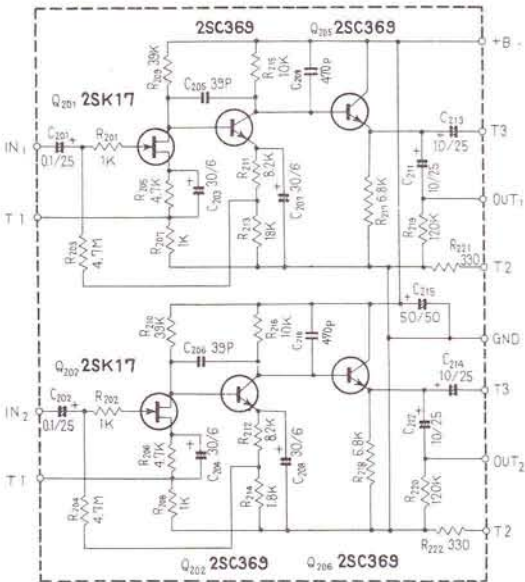 2SC369
Q205 2SC369
+B
R209 39K
R215 10K
C209 470p
C205 39P
Q201 2SK17
C213
10/25
T3
IN1
C201
0.1/25
R201
1K
R205 4.7K
C203 30/6
R211 8.2K
C207 30/6
R217 6.8K
C211 10/25
OUT1
T1
R203 4.7M
R207 1K
R213 18K
R219 120K
R221
330
T2
C215
50/50
GND
R210 39K
R216 10K
C210 470p
C206 39P
Q202 2SK17
C214
10/25
T3
IN2
C202
0.1/25
R202
1K
R206 4.7K
C204 30/6
R212 8.2K
C208 30/6
R218 6.8K
C212 10/25
OUT2
T1
R204 4.7M
R208 1K
R214 1.8K
R220 120K
R222 330
T2
Q202 2SC369
Q206 2SC369